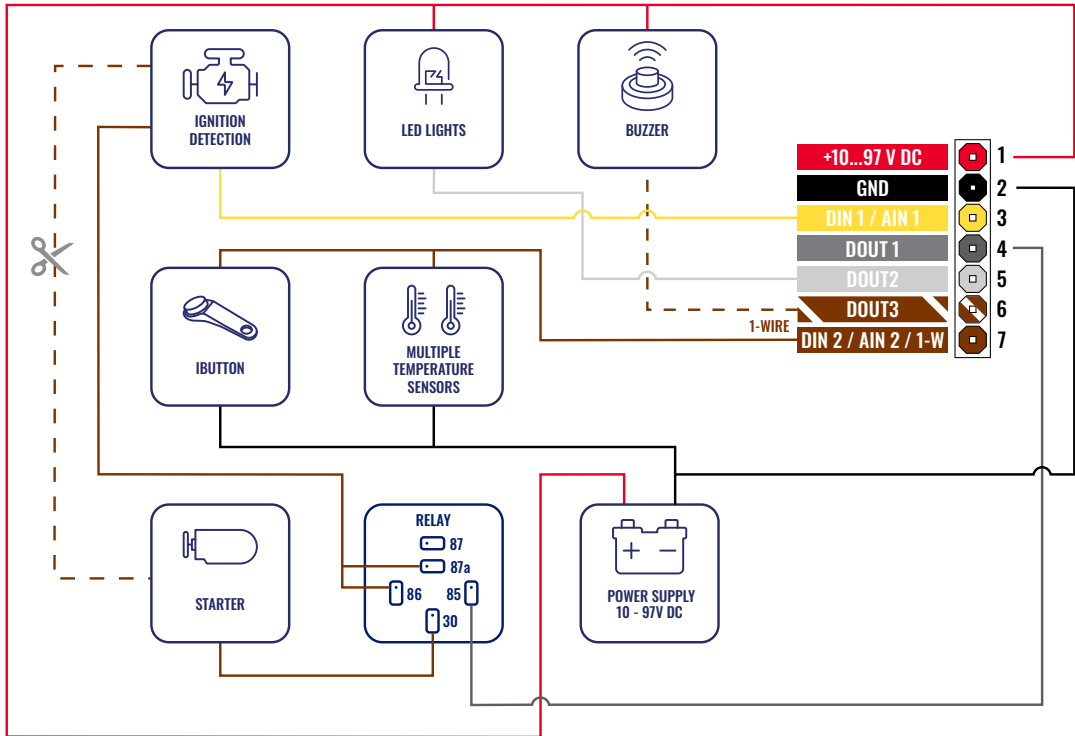 IGNITION
DETECTION
LED LIGHTS
BUZZER
+10...97 V DC
1
GND
2
DIN 1 / AIN 1
3
DOUT 1
4
DOUT2
5
DOUT3
6
1-WIRE
DIN 2 / AIN 2 / 1-W
7
IBUTTON
MULTIPLE
TEMPERATURE
SENSORS
STARTER
RELAY
87
87a
86
85
30
POWER SUPPLY
10 - 97V DC